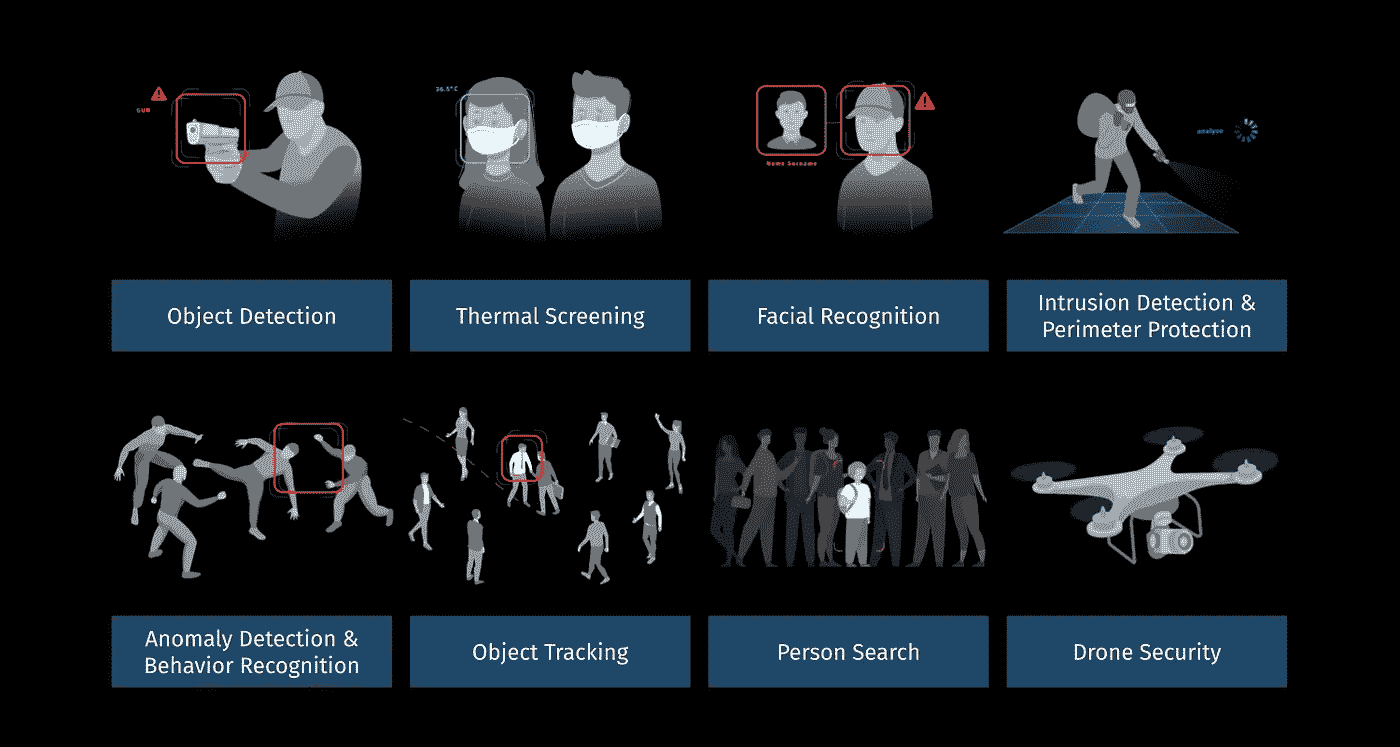 GUN
36.5°C
Name Surname
analyse
Object Detection
Thermal Screening
Facial Recognition
Intrusion Detection &
Perimeter Protection
Anomaly Detection &
Behavior Recognition
Object Tracking
Person Search
Drone Security